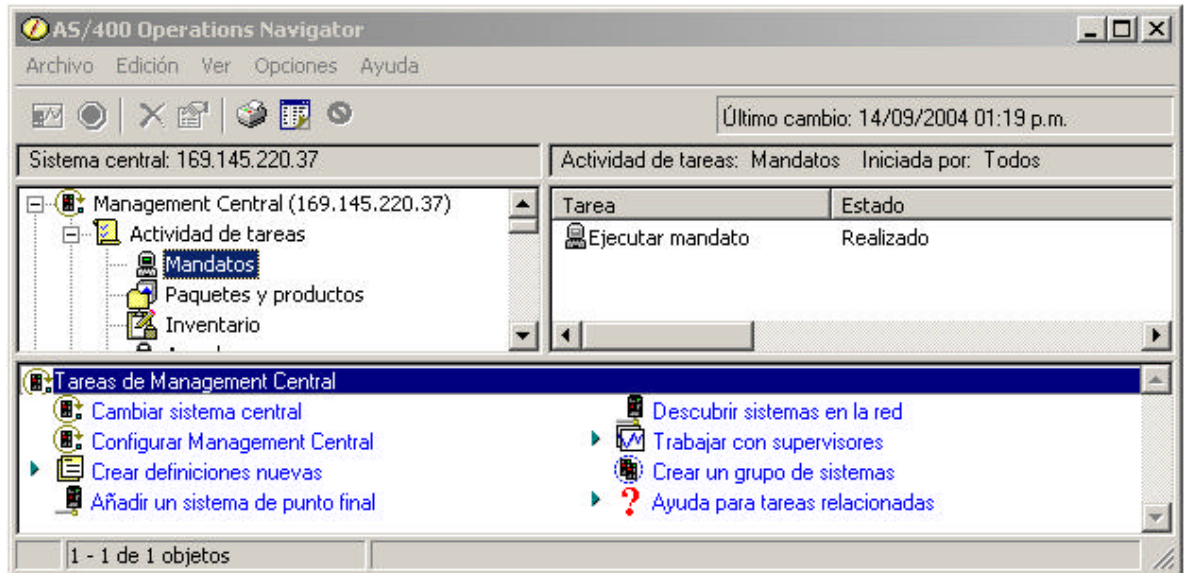 AS/400 Operations Navigator
Archivo Edición Ver Opciones Ayuda
Último cambio: 14/09/2004 01:19 p.m.
Sistema central: 169.145.220.37
Actividad de tareas: Mandatos Iniciada por: Todos
Management Central (169.145.220.37)
Actividad de tareas
Mandatos
Paquetes y productos
Inventario
Tarea Estado
Ejecutar mandato Realizado
Tareas de Management Central
Cambiar sistema central
Configurar Management Central
Crear definiciones nuevas
Añadir un sistema de punto final
Descubrir sistemas en la red
Trabajar con supervisores
Crear un grupo de sistemas
Ayuda para tareas relacionadas
1 - 1 de 1 objetos